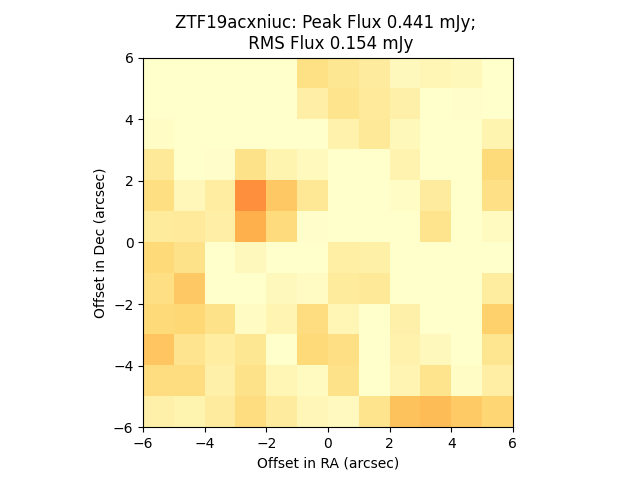 ZTF19acxniuc: Peak Flux 0.441 mJy;
RMS Flux 0.154 mJy
6
4
2
0
−2
−4
−6
Offset in Dec (arcsec)
−6 −4 −2 0 2 4 6
Offset in RA (arcsec)